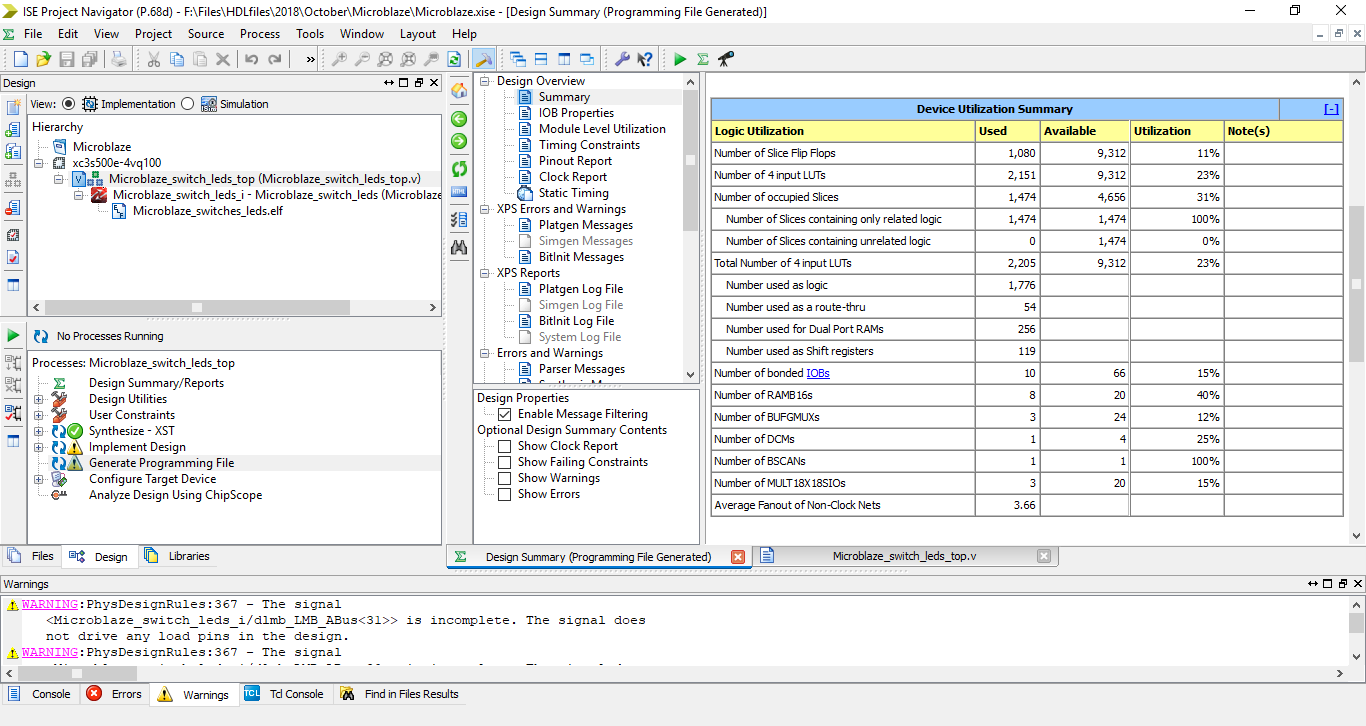 ISE Project Navigator (P.68d) - F:\Files\HDLfiles\2018\October\Microblaze\Microblaze.xise - [Design Summary (Programming File Generated)]
File Edit View Project Source Process Tools Window Layout Help
Design
View: Implementation Simulation
Hierarchy
Microblaze
xc3s500e-4vq100
Microblaze_switch_leds_top (Microblaze_switch_leds_top.v)
Microblaze_switch_leds_i - Microblaze_switch_leds (Microblaze
Microblaze_switches_leds.elf
No Processes Running
Processes: Microblaze_switch_leds_top
Design Summary/Reports
Design Utilities
User Constraints
Synthesize - XST
Implement Design
Generate Programming File
Configure Target Device
Analyze Design Using ChipScope
Files Design Libraries
Design Overview
Summary
IOB Properties
Module Level Utilization
Timing Constraints
Pinout Report
Clock Report
Static Timing
XPS Errors and Warnings
Platgen Messages
Simgen Messages
BitInit Messages
XPS Reports
Platgen Log File
Simgen Log File
BitInit Log File
System Log File
Errors and Warnings
Parser Messages
Design Properties
Enable Message Filtering
Optional Design Summary Contents
Show Clock Report
Show Failing Constraints
Show Warnings
Show Errors
Device Utilization Summary [-]
Logic Utilization Used Available Utilization Note(s)
Number of Slice Flip Flops 1,080 9,312 11%
Number of 4 input LUTs 2,151 9,312 23%
Number of occupied Slices 1,474 4,656 31%
Number of Slices containing only related logic 1,474 1,474 100%
Number of Slices containing unrelated logic 0 1,474 0%
Total Number of 4 input LUTs 2,205 9,312 23%
Number used as logic 1,776
Number used as a route-thru 54
Number used for Dual Port RAMs 256
Number used as Shift registers 119
Number of bonded IOBs 10 66 15%
Number of RAMB16s 8 20 40%
Number of BUFGMUXs 3 24 12%
Number of DCMs 1 4 25%
Number of BSCANs 1 1 100%
Number of MULT18X18SIOs 3 20 15%
Average Fanout of Non-Clock Nets 3.66
Design Summary (Programming File Generated) Microblaze_switch_leds_top.v
Warnings
WARNING:PhysDesignRules:367 - The signal
<Microblaze_switch_leds_i/dlmb_LMB_ABus<31>> is incomplete. The signal does
not drive any load pins in the design.
WARNING:PhysDesignRules:367 - The signal
Console Errors Warnings Tcl Console Find in Files Results